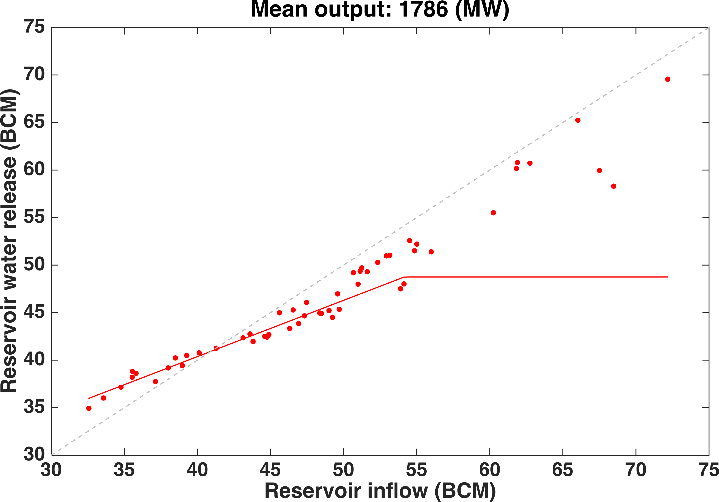 Mean output: 1786 (MW)
75
70
65
60
55
50
45
40
35
30
Reservoir water release (BCM)
30 35 40 45 50 55 60 65 70 75
Reservoir inflow (BCM)